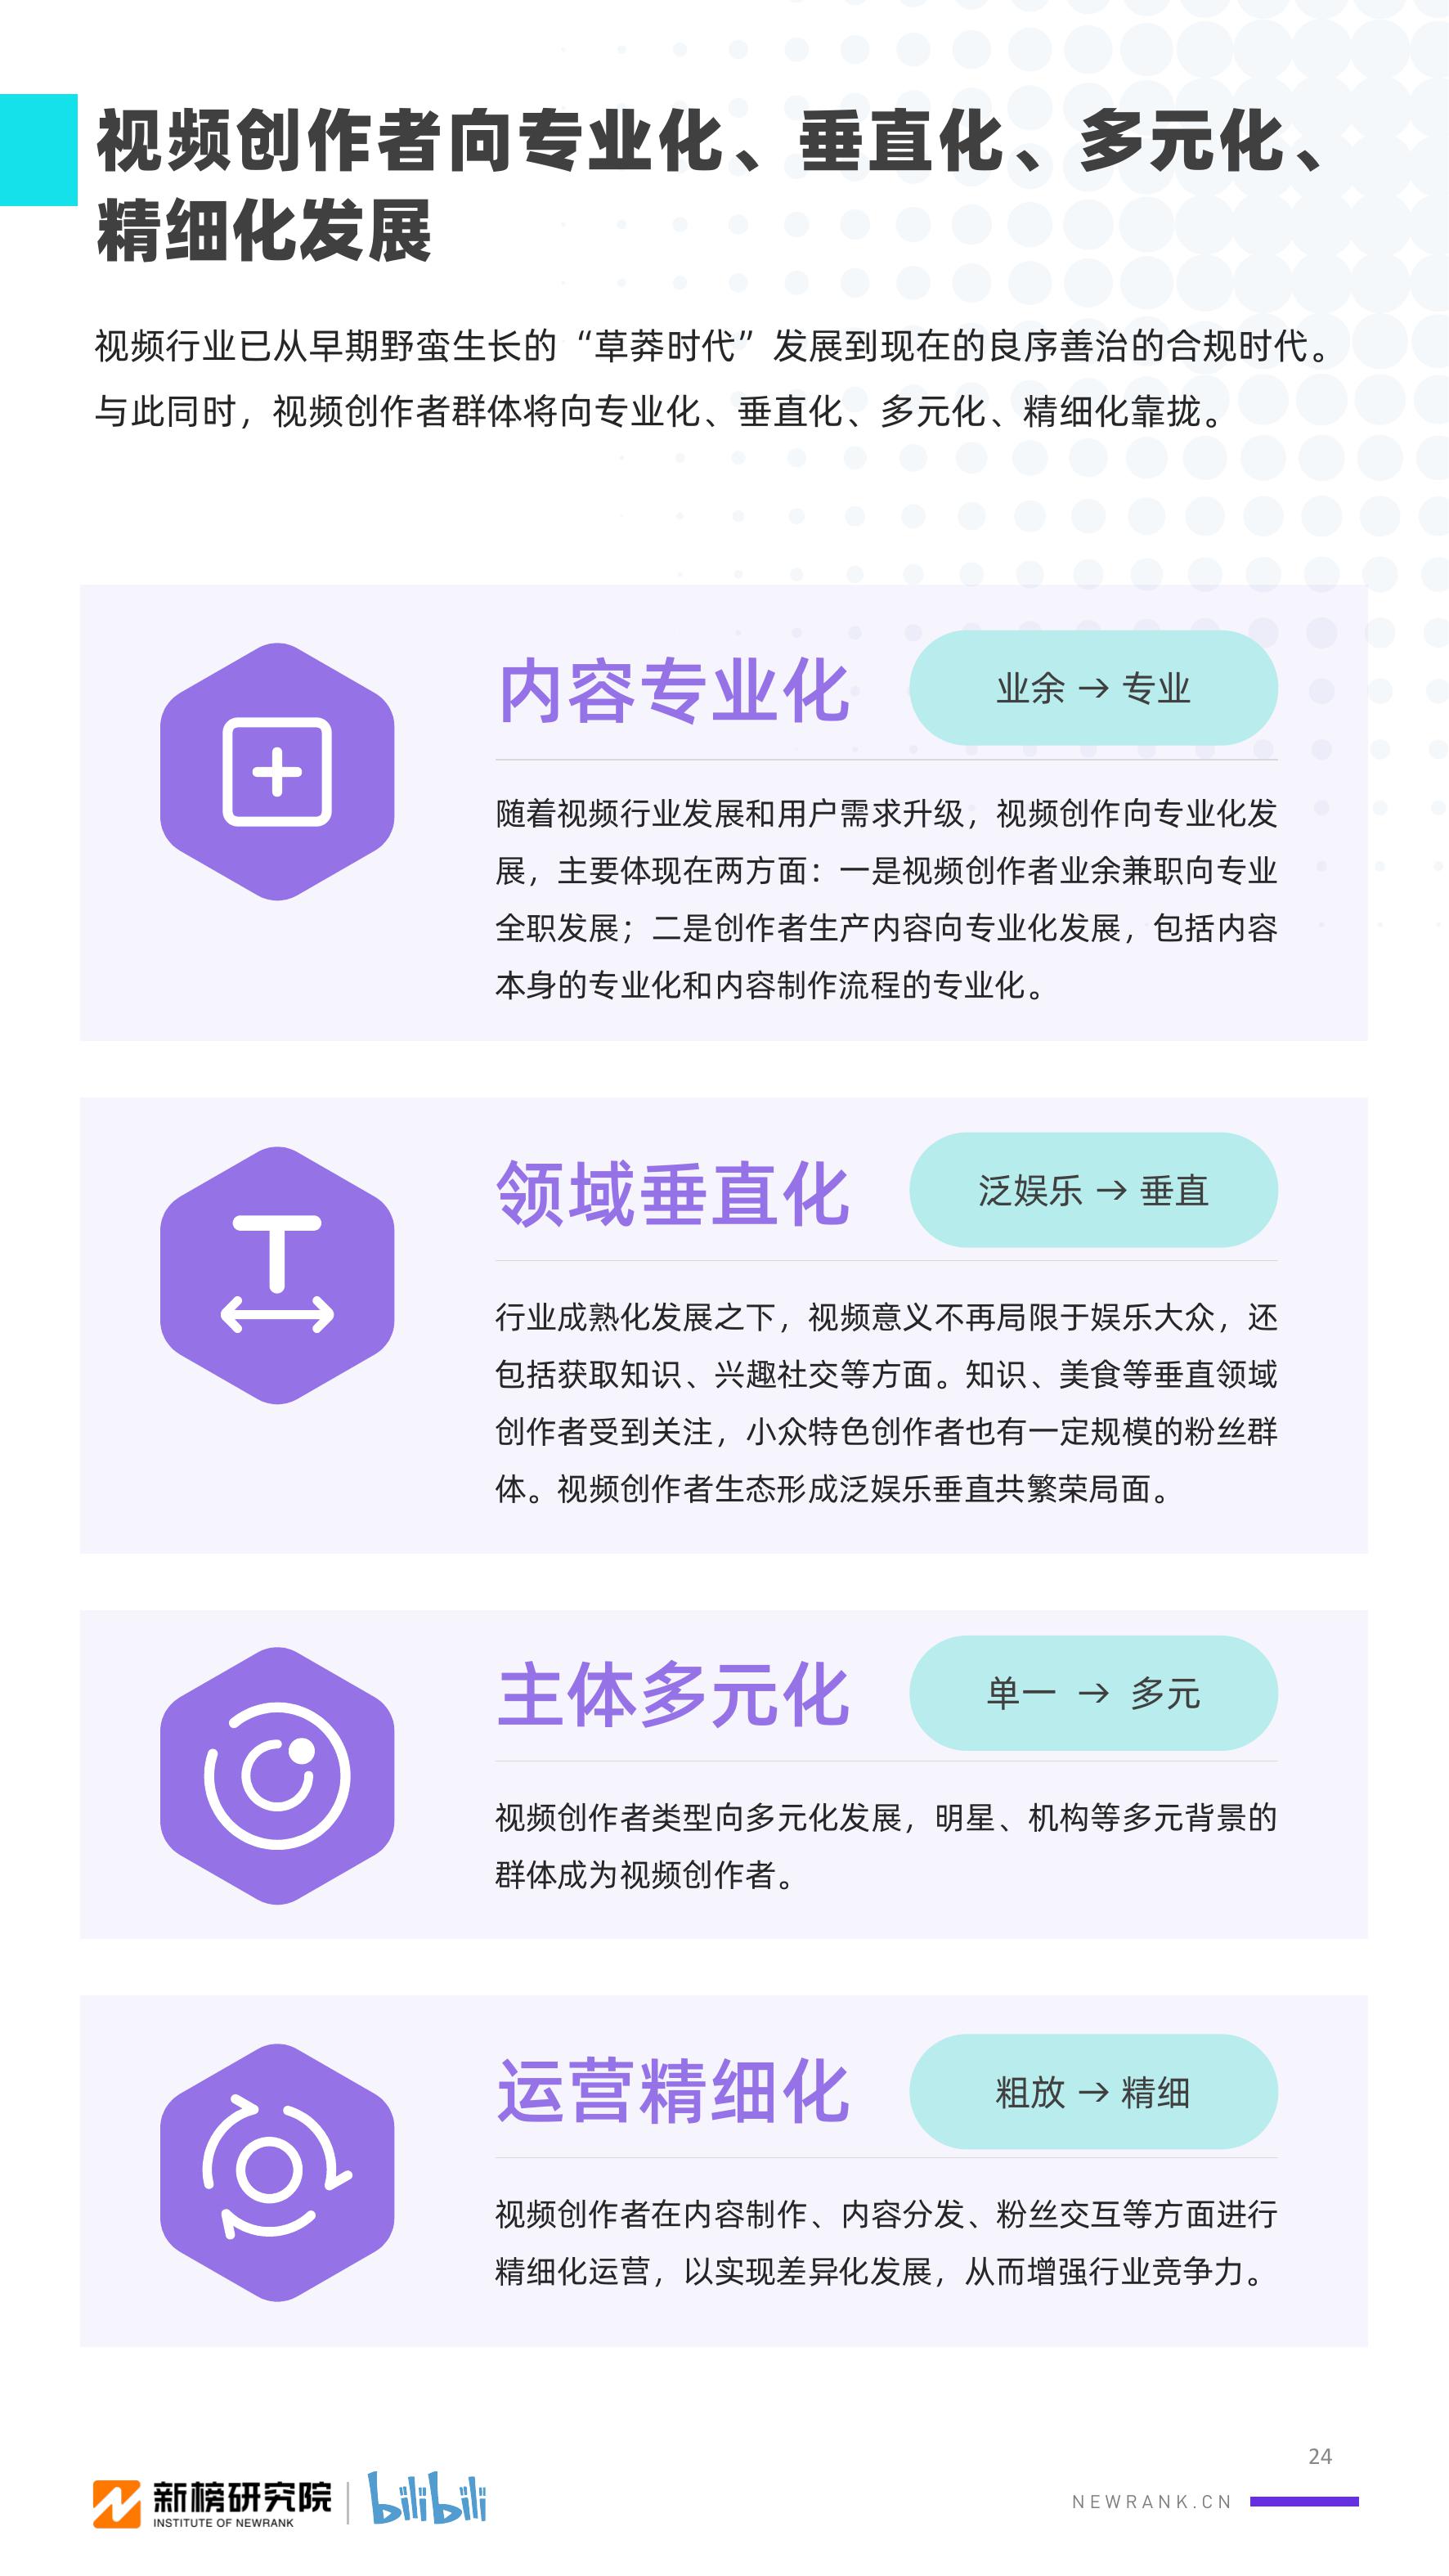 视频创作者向专业化、垂直化、多元化、
精细化发展
视频行业已从早期野蛮生长的“草莽时代”发展到现在的良序善治的合规时代。
与此同时，视频创作者群体将向专业化、垂直化、多元化、精细化靠拢。
内容专业化
业余 → 专业
随着视频行业发展和用户需求升级，视频创作向专业化发
展，主要体现在两方面：一是视频创作者业余兼职向专业
全职发展；二是创作者生产内容向专业化发展，包括内容
本身的专业化和内容制作流程的专业化。
领域垂直化
泛娱乐 → 垂直
行业成熟化发展之下，视频意义不再局限于娱乐大众，还
包括获取知识、兴趣社交等方面。知识、美食等垂直领域
创作者受到关注，小众特色创作者也有一定规模的粉丝群
体。视频创作者生态形成泛娱乐垂直共繁荣局面。
主体多元化
单一 → 多元
视频创作者类型向多元化发展，明星、机构等多元背景的
群体成为视频创作者。
运营精细化
粗放 → 精细
视频创作者在内容制作、内容分发、粉丝交互等方面进行
精细化运营，以实现差异化发展，从而增强行业竞争力。
24
新榜研究院
INSTITUTE OF NEWRANK
bilibili
NEWRANK.CN